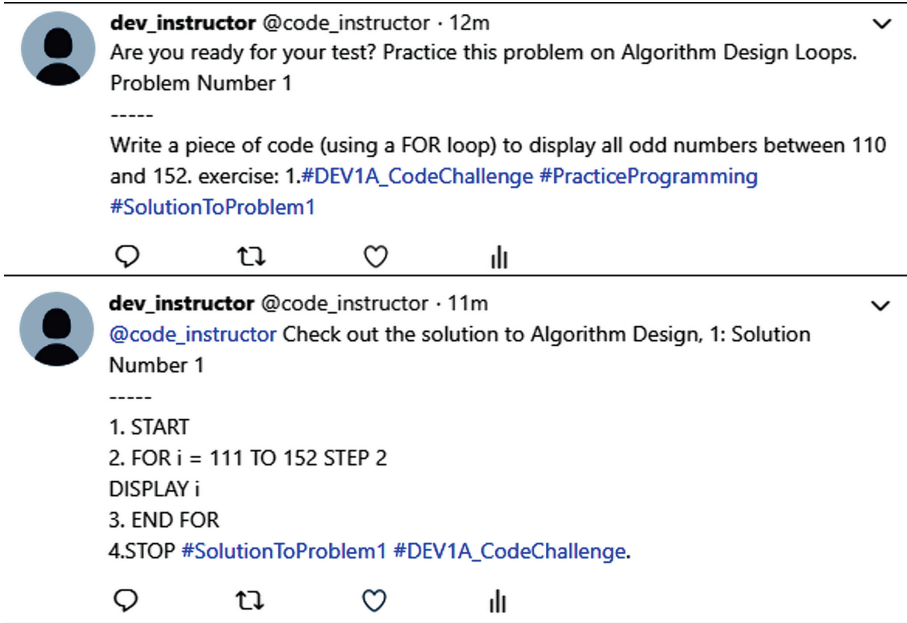 dev_instructor @code_instructor · 12m
Are you ready for your test? Practice this problem on Algorithm Design Loops.
Problem Number 1
-----
Write a piece of code (using a FOR loop) to display all odd numbers between 110
and 152. exercise: 1.#DEV1A_CodeChallenge #PracticeProgramming
#SolutionToProblem1
dev_instructor @code_instructor · 11m
@code_instructor Check out the solution to Algorithm Design, 1: Solution
Number 1
-----
1. START
2. FOR i = 111 TO 152 STEP 2
DISPLAY i
3. END FOR
4.STOP #SolutionToProblem1 #DEV1A_CodeChallenge.